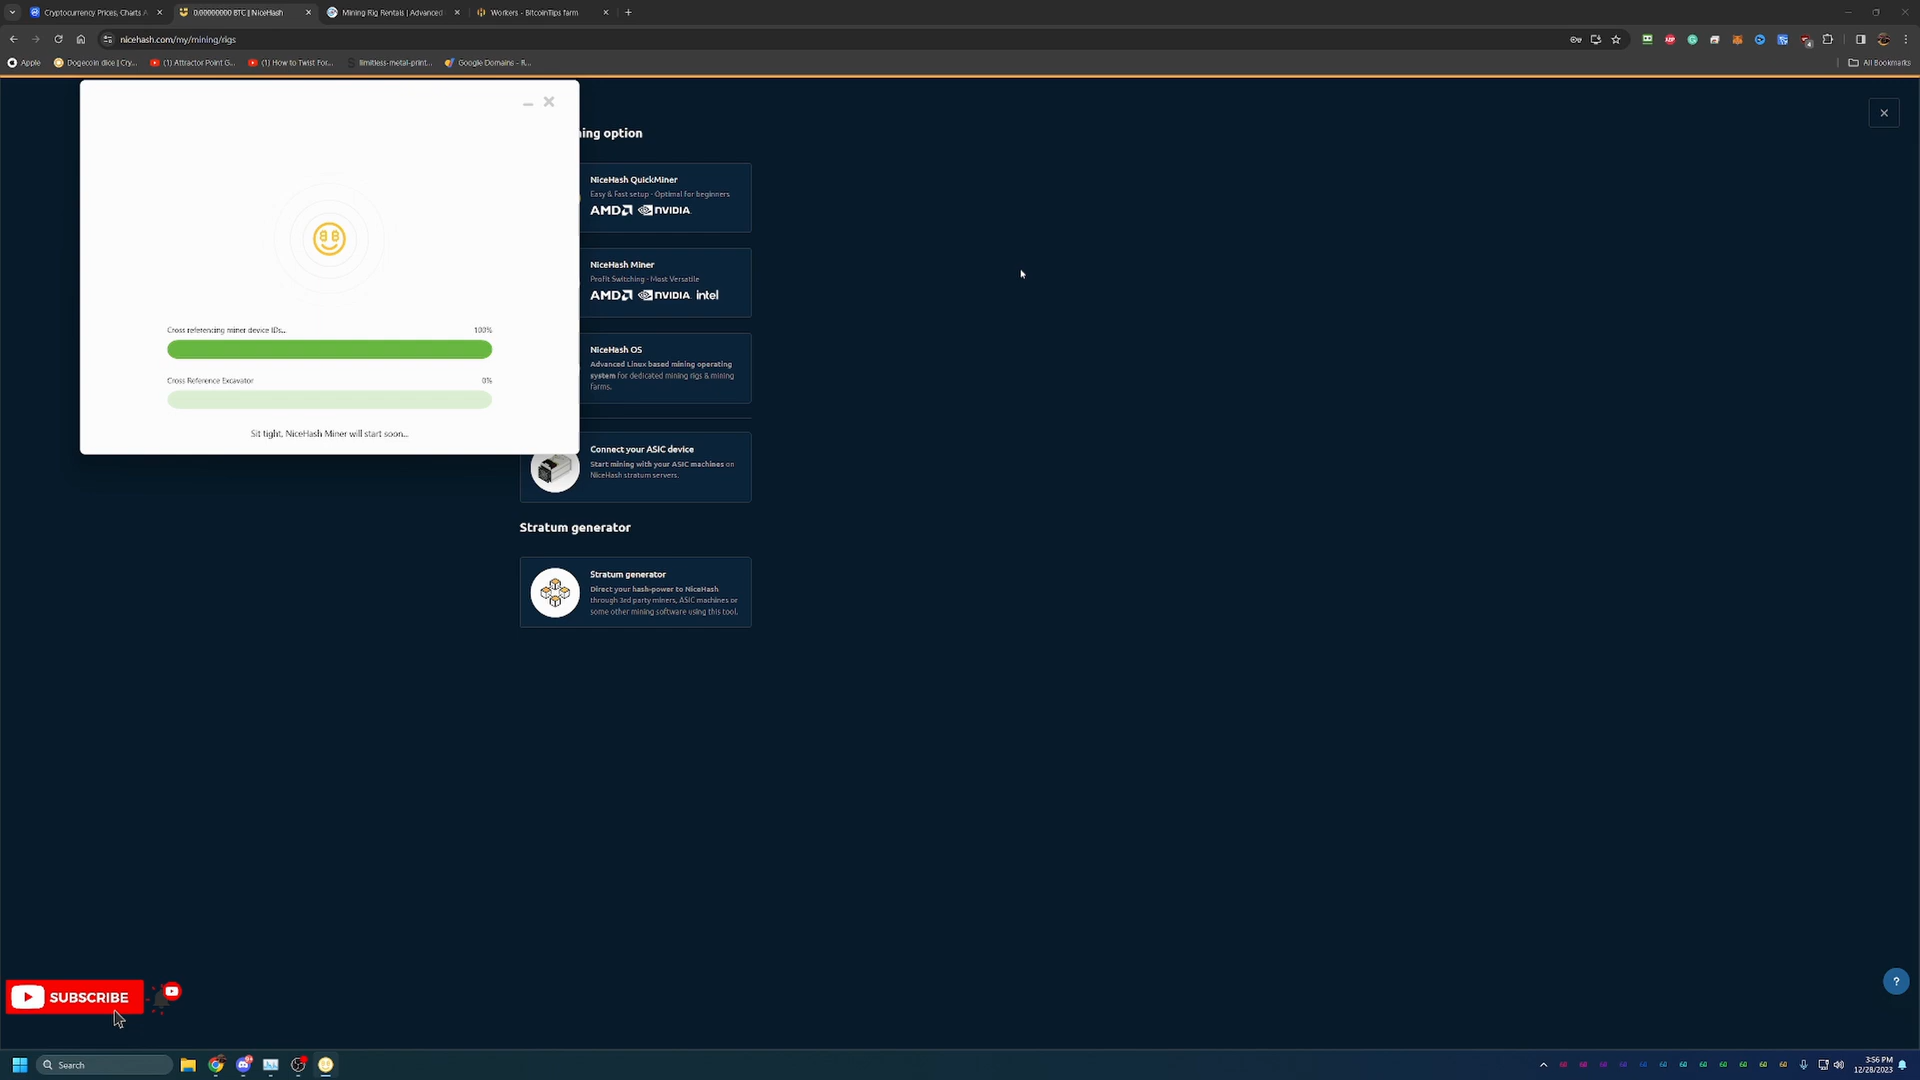 Cryptocurrency Prices, Charts A
0.00000000 BTC | NiceHash
Mining Rig Rentals | Advanced
Workers - BitcoinTips farm
nicehash.com/my/mining/rigs
Apple
Dogecoin dice | Cry...
(1) Attractor Point G...
(1) How to Twist For...
limitless-metal-print...
Google Domains - R...
All Bookmarks
ning option
NiceHash QuickMiner
Easy & Fast setup - Optimal for beginners
AMD NVIDIA.
NiceHash Miner
Profit Switching - Most Versatile
AMD NVIDIA. intel
Cross referencing miner device IDs... 100%
Cross Reference Excavator 0%
Sit tight, NiceHash Miner will start soon...
NiceHash OS
Advanced Linux based mining operating
system for dedicated mining rigs & mining
farms.
Connect your ASIC device
Start mining with your ASIC machines on
NiceHash stratum servers.
Stratum generator
Stratum generator
Direct your hash-power to NiceHash
through 3rd party miners, ASIC machines or
some other mining software using this tool.
?
SUBSCRIBE
Search
3:56 PM
12/28/2023